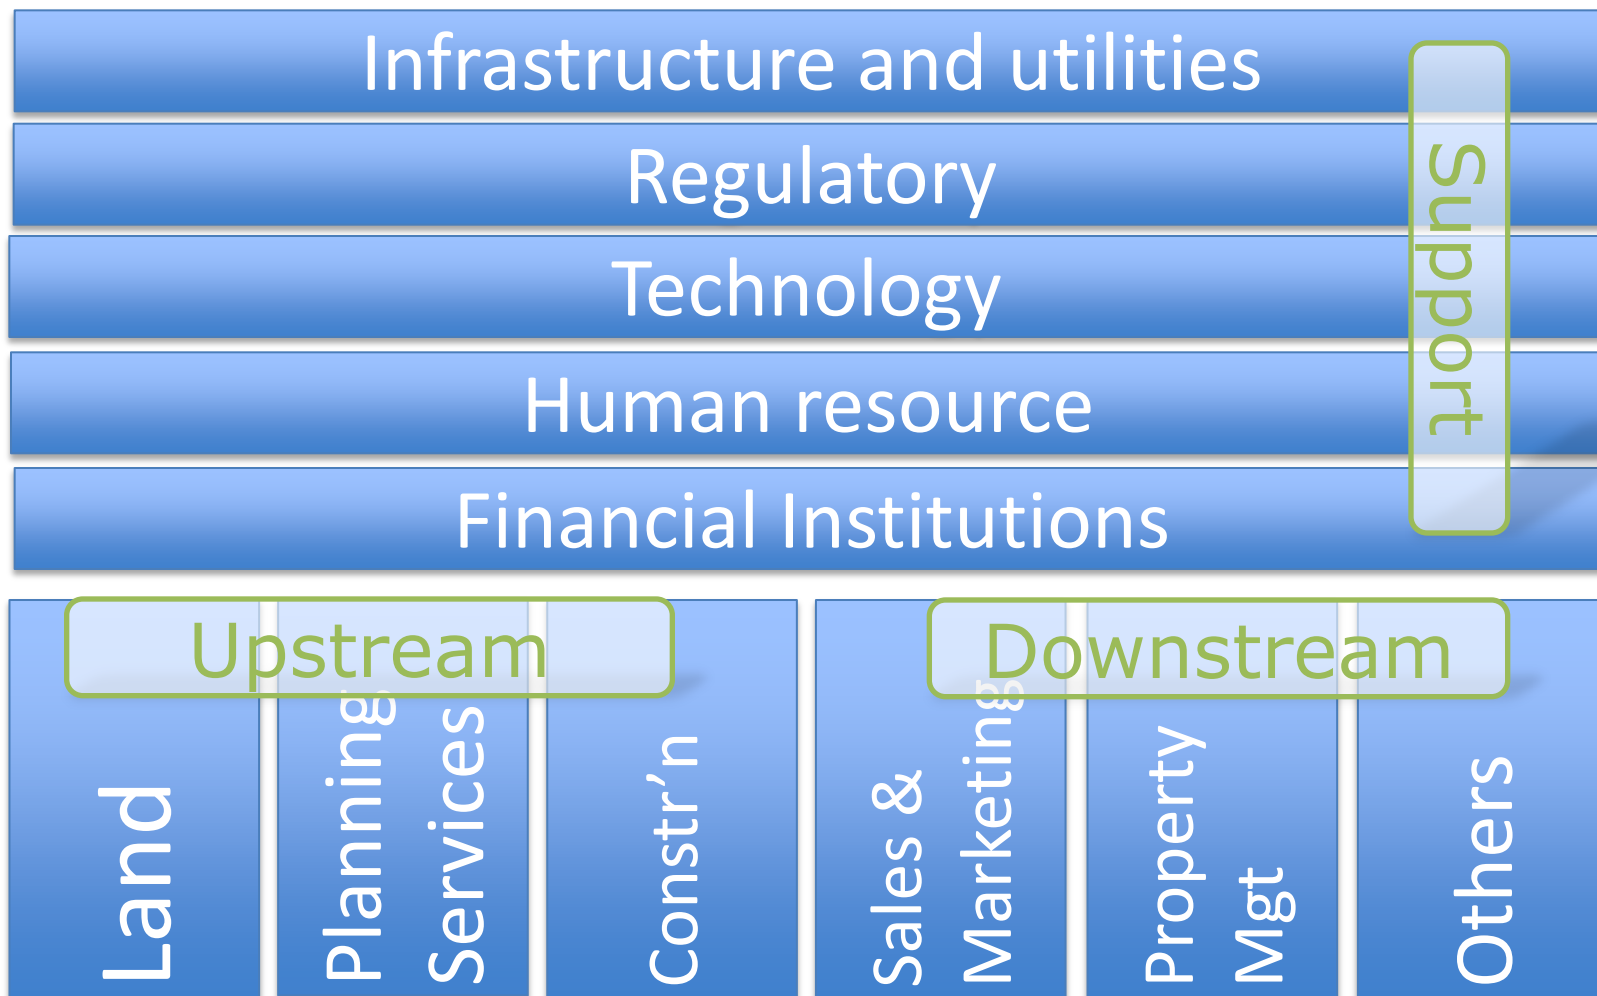 Infrastructure and utilities
Regulatory
Technology
Human resource
Financial Institutions
Support
Upstream
Downstream
Land
Planning
Services
Constr’n
Sales &
Marketing
Property
Mgt
Others